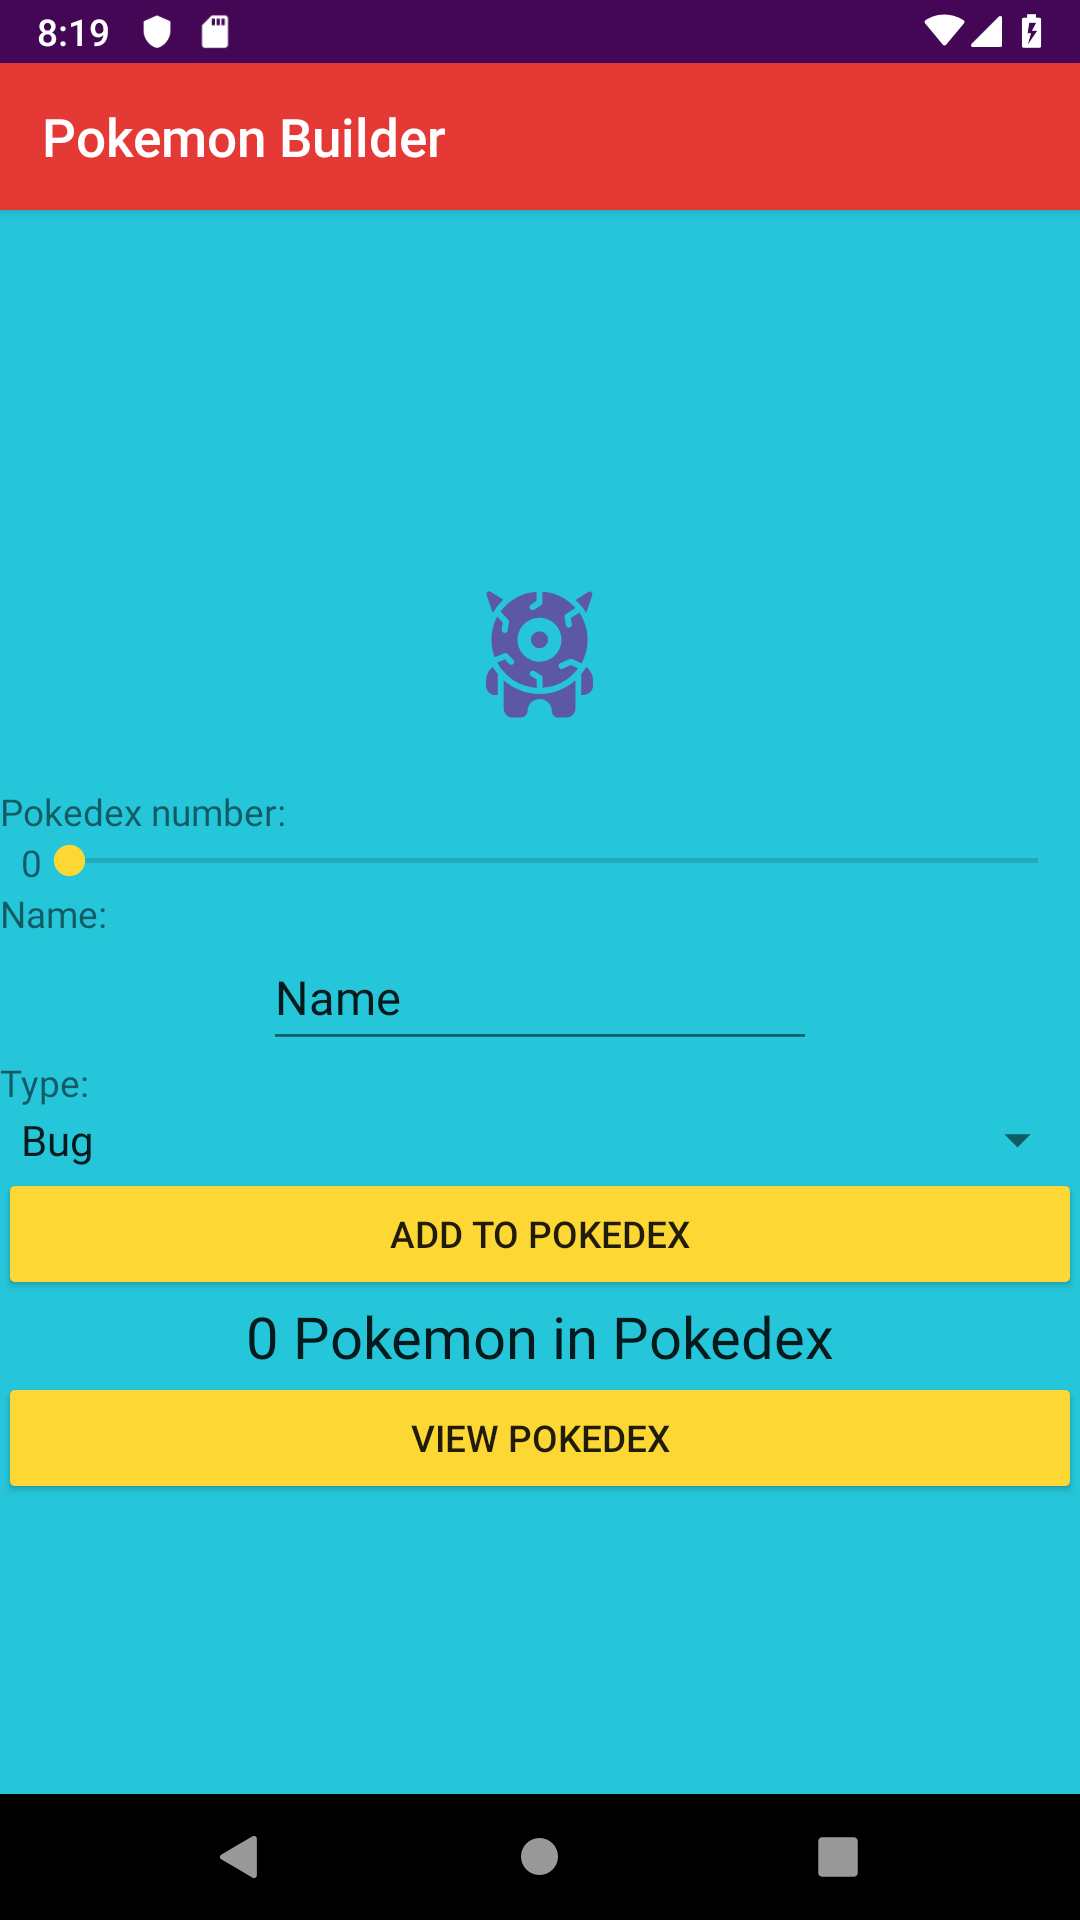 8:19
Pokemon Builder
Pokedex number:
0
Name:
Name
Type:
Bug
ADD TO POKEDEX
0 Pokemon in Pokedex
VIEW POKEDEX